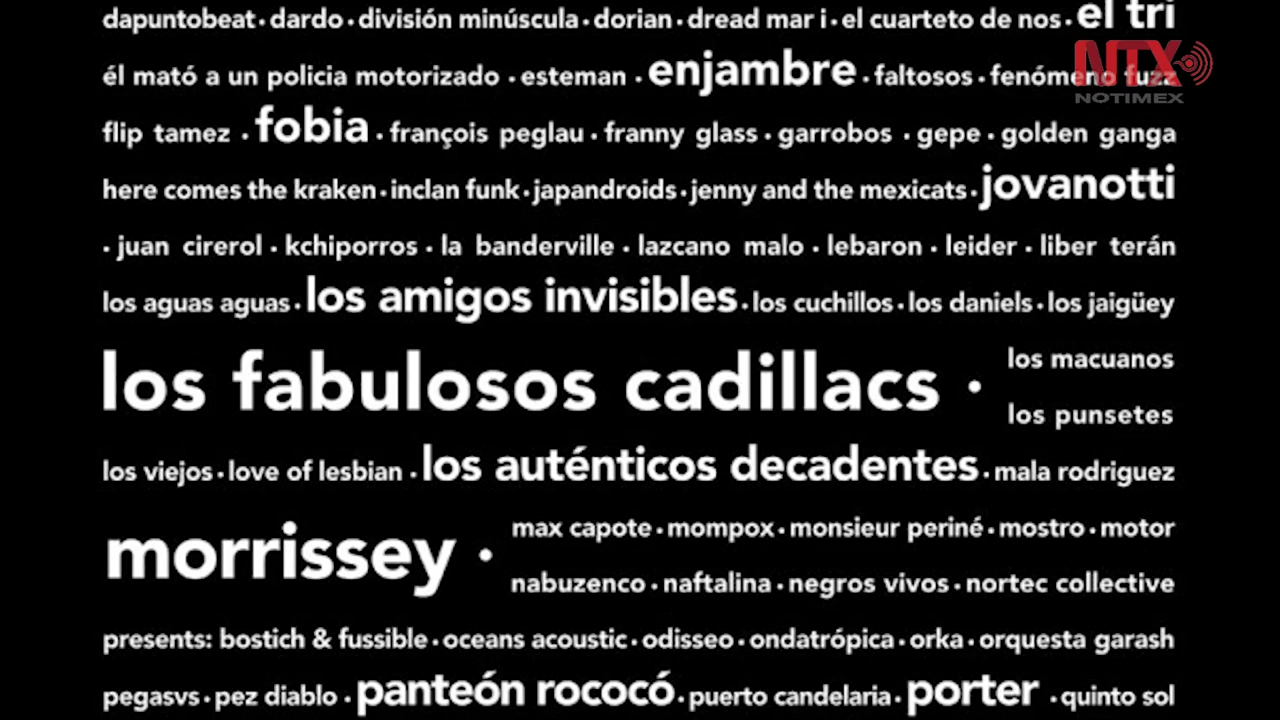 dapuntobeat · dardo · división minúscula · dorian · dread mar i · el cuarteto de nos · el tri
NTX
NOTIMEX
él mató a un policia motorizado · esteman · enjambre · faltosos · fenómeno fuzz
flip tamez · fobia · françois peglau · franny glass · garrobos · gepe · golden ganga
here comes the kraken · inclan funk · japandroids · jenny and the mexicats · jovanotti
· juan cirerol · kchiporros · la banderville · lazcano malo · lebaron · leider · liber terán
los aguas aguas · los amigos invisibles · los cuchillos · los daniels · los jaigüey
los fabulosos cadillacs ·
los macuanos
los punsetes
los viejos · love of lesbian · los auténticos decadentes · mala rodriguez
morrissey ·
max capote · mompox · monsieur periné · mostro · motor
nabuzenco · naftalina · negros vivos · nortec collective
presents: bostich & fussible · oceans acoustic · odisseo · ondatrópica · orka · orquesta garash
pegasvs · pez diablo · panteón rococó · puerto candelaria · porter · quinto sol